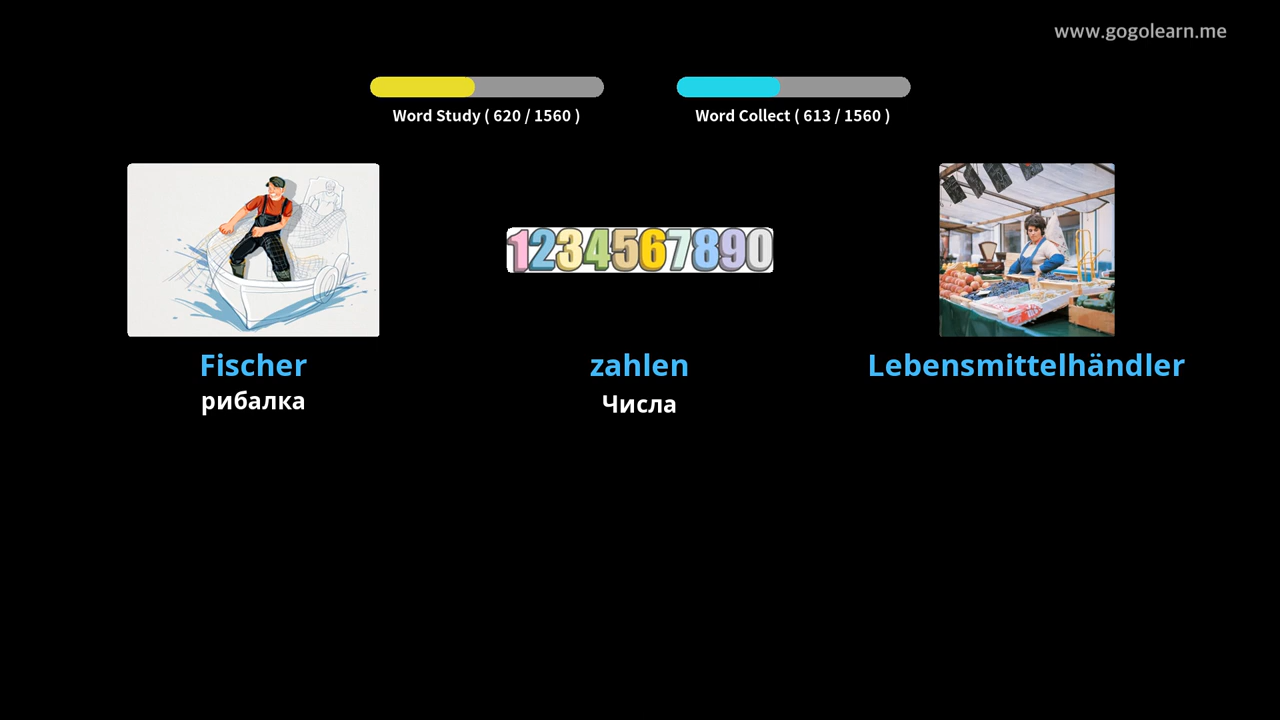 www.gogolearn.me
Word Study ( 620 / 1560 )
Word Collect ( 613 / 1560 )
1234567890
Fischer
рибалка
zahlen
Числа
Lebensmittelhändler